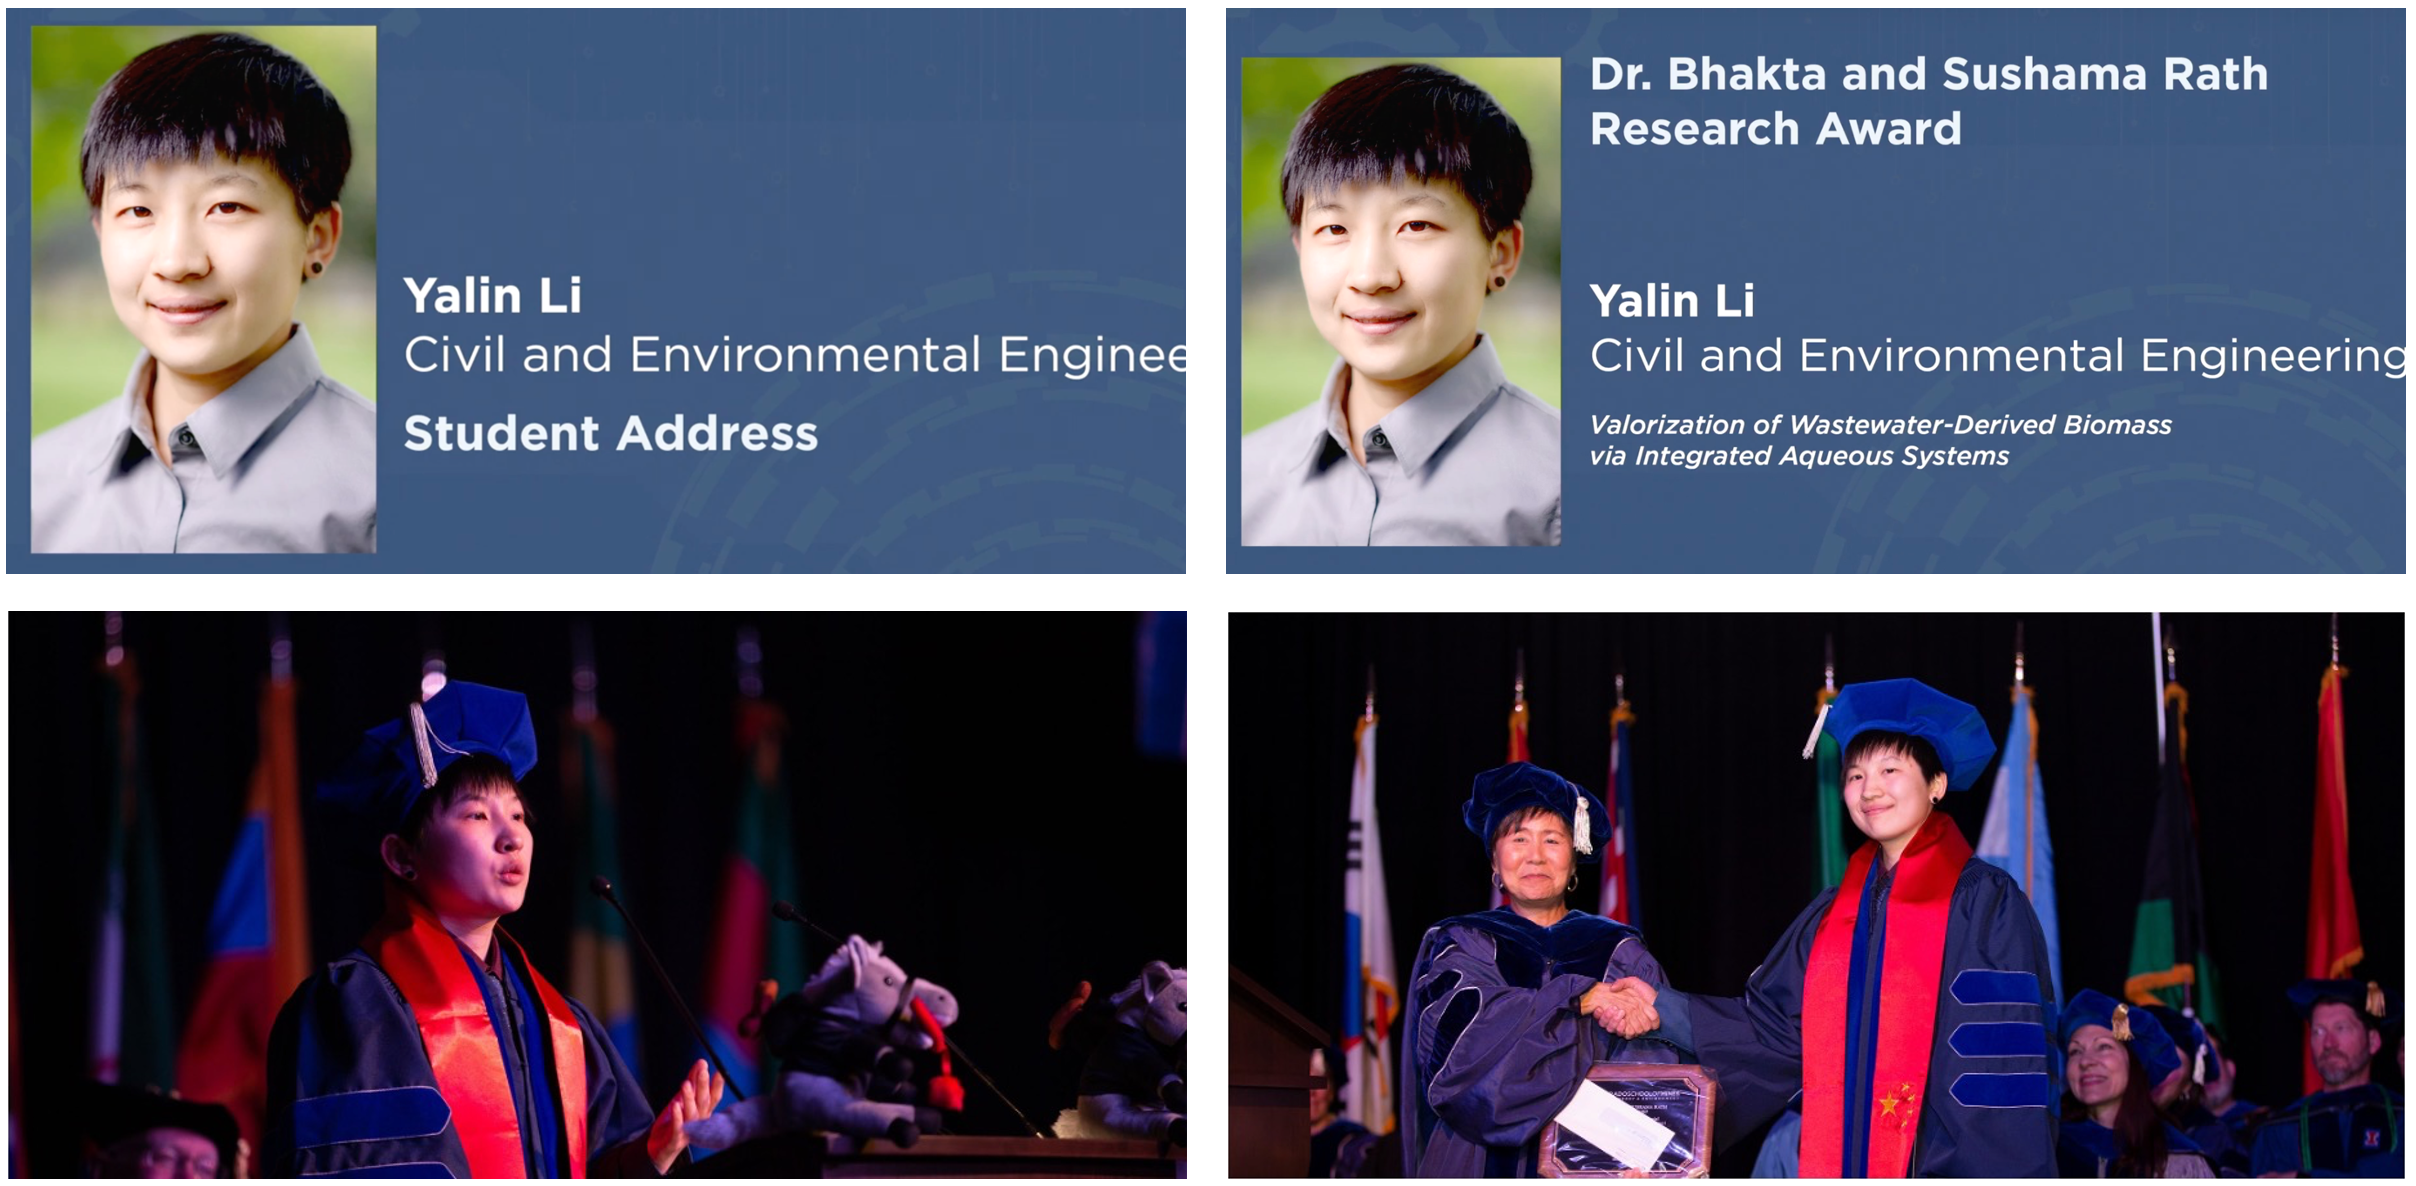 Yalin Li
Civil and Environmental Enginee
Student Address
Dr. Bhakta and Sushama Rath
Research Award
Yalin Li
Civil and Environmental Engineering
Valorization of Wastewater-Derived Biomass
via Integrated Aqueous Systems